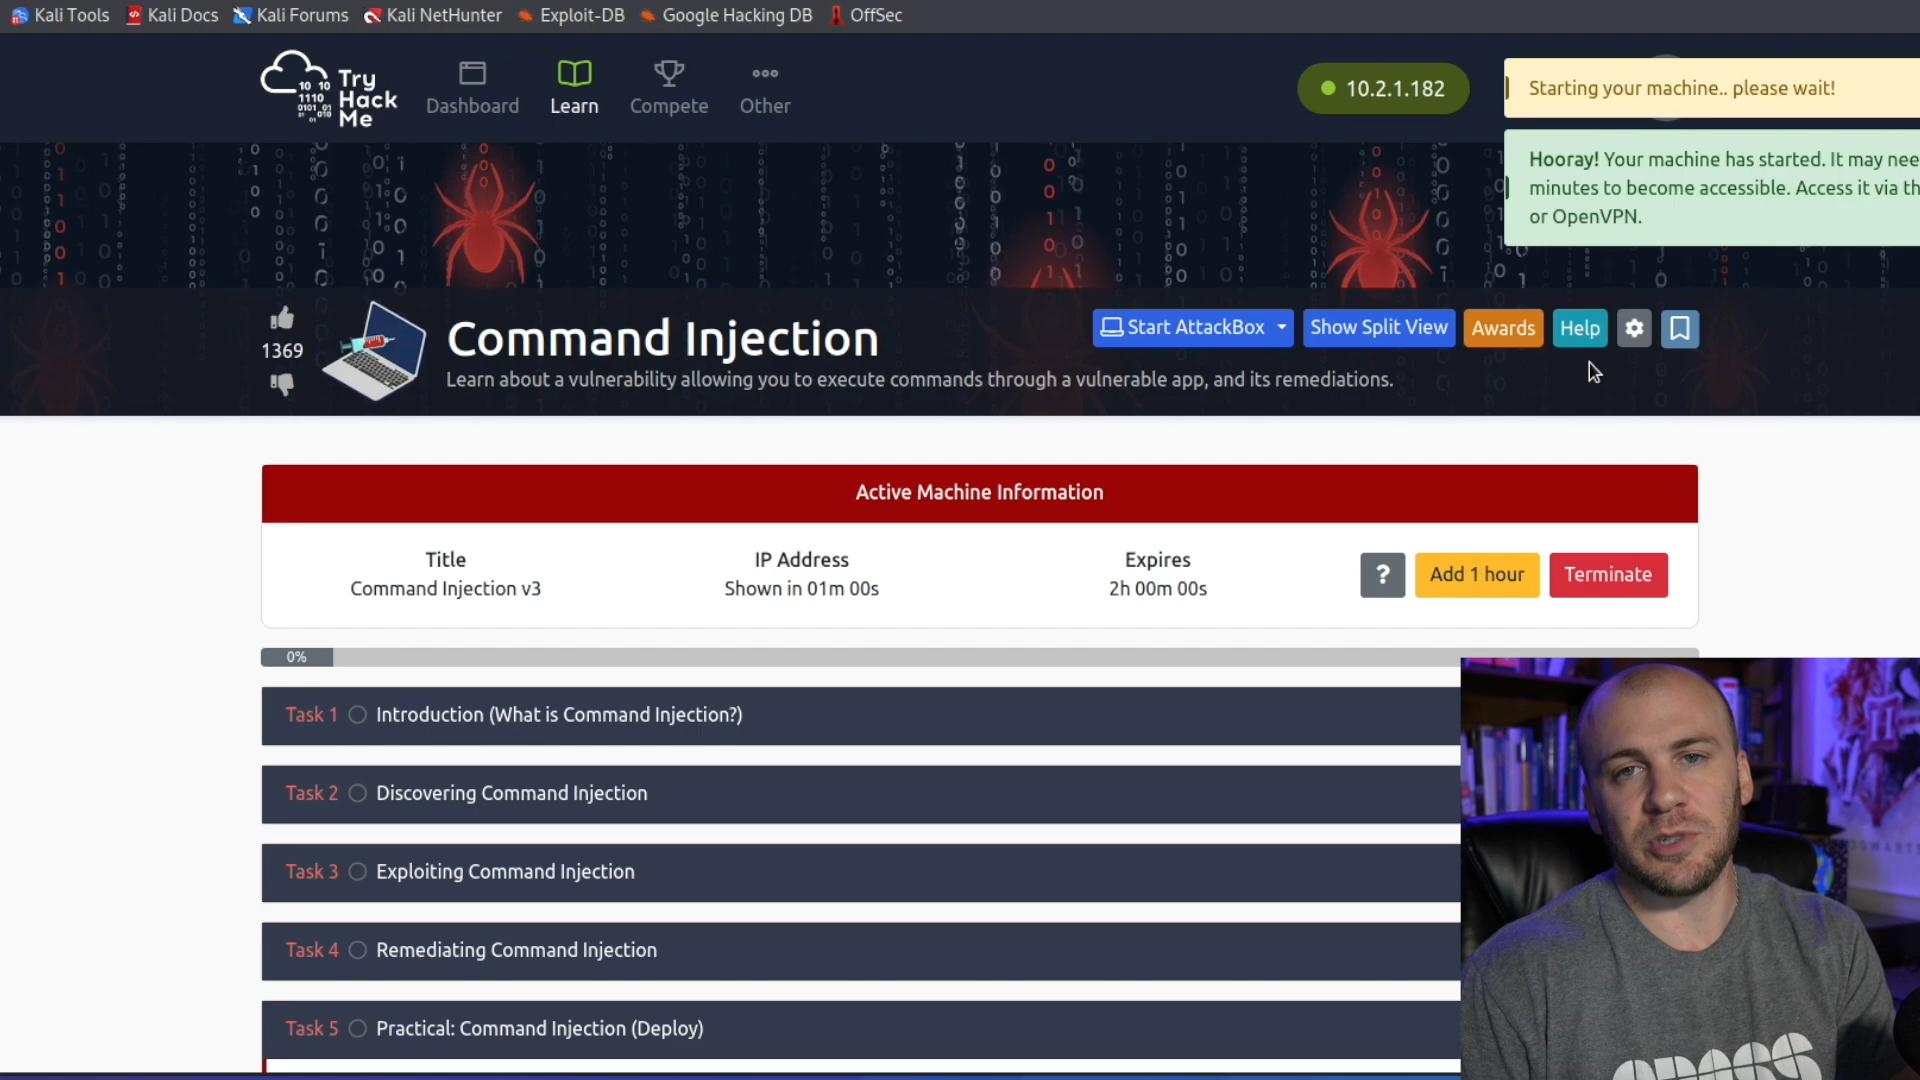 Kali Tools Kali Docs Kali Forums Kali NetHunter Exploit-DB Google Hacking DB OffSec
Try
Hack
Me
Dashboard Learn Compete Other
10.2.1.182
Starting your machine.. please wait!
Hooray! Your machine has started. It may nee
minutes to become accessible. Access it via th
or OpenVPN.
1369
Command Injection
Learn about a vulnerability allowing you to execute commands through a vulnerable app, and its remediations.
Start AttackBox Show Split View Awards Help
Active Machine Information
Title IP Address Expires
Command Injection v3 Shown in 01m 00s 2h 00m 00s
? Add 1 hour Terminate
0%
Task 1 Introduction (What is Command Injection?)
Task 2 Discovering Command Injection
Task 3 Exploiting Command Injection
Task 4 Remediating Command Injection
Task 5 Practical: Command Injection (Deploy)